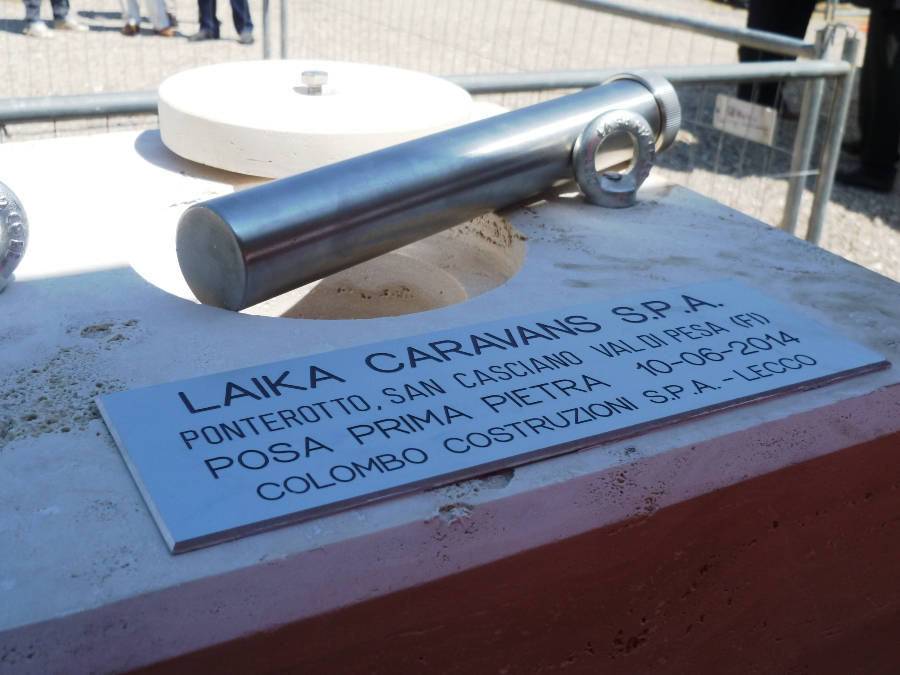 LAIKA CARAVANS S.P.A.
PONTEROTTO, SAN CASCIANO VAL DI PESA (FI)
POSA PRIMA PIETRA 10-06-2014
COLOMBO COSTRUZIONI S.P.A. - LECCO